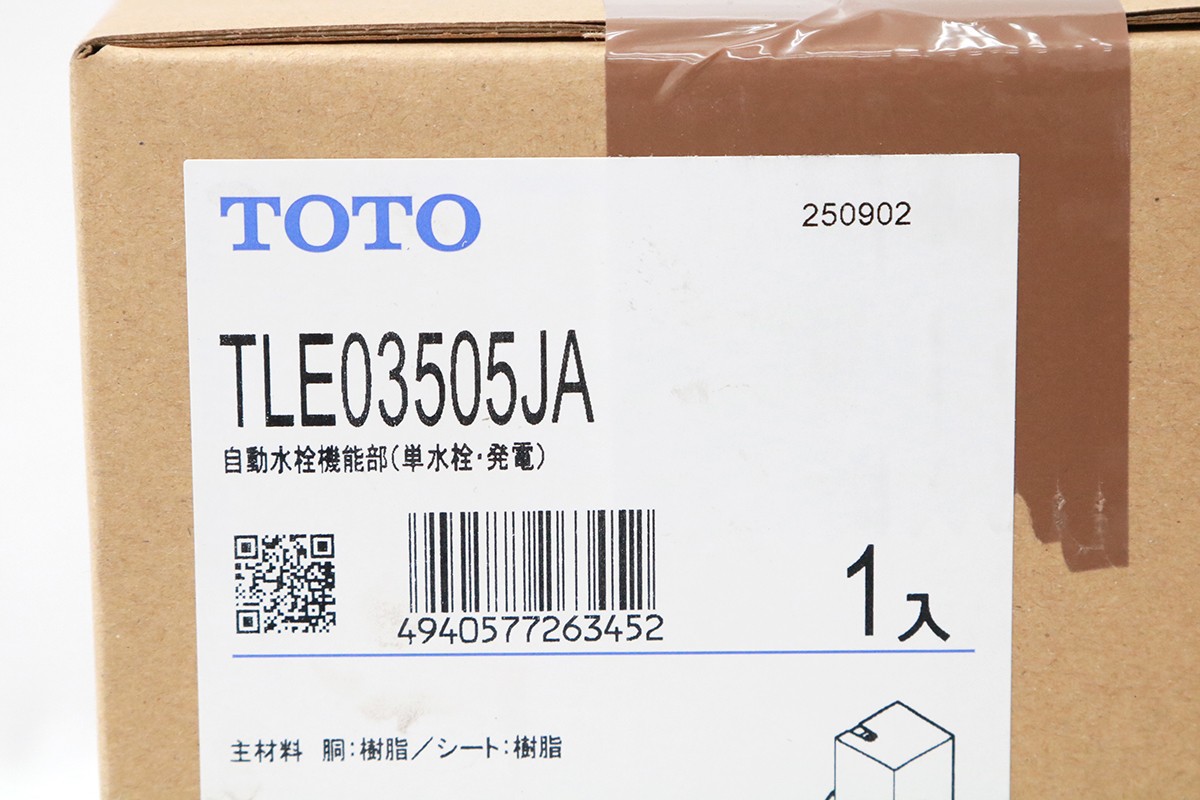 TOTO
250902
TLE03505JA
自動水栓機能部(単水栓・発電)
4940577263452
1入
主材料 胴:樹脂/シート:樹脂